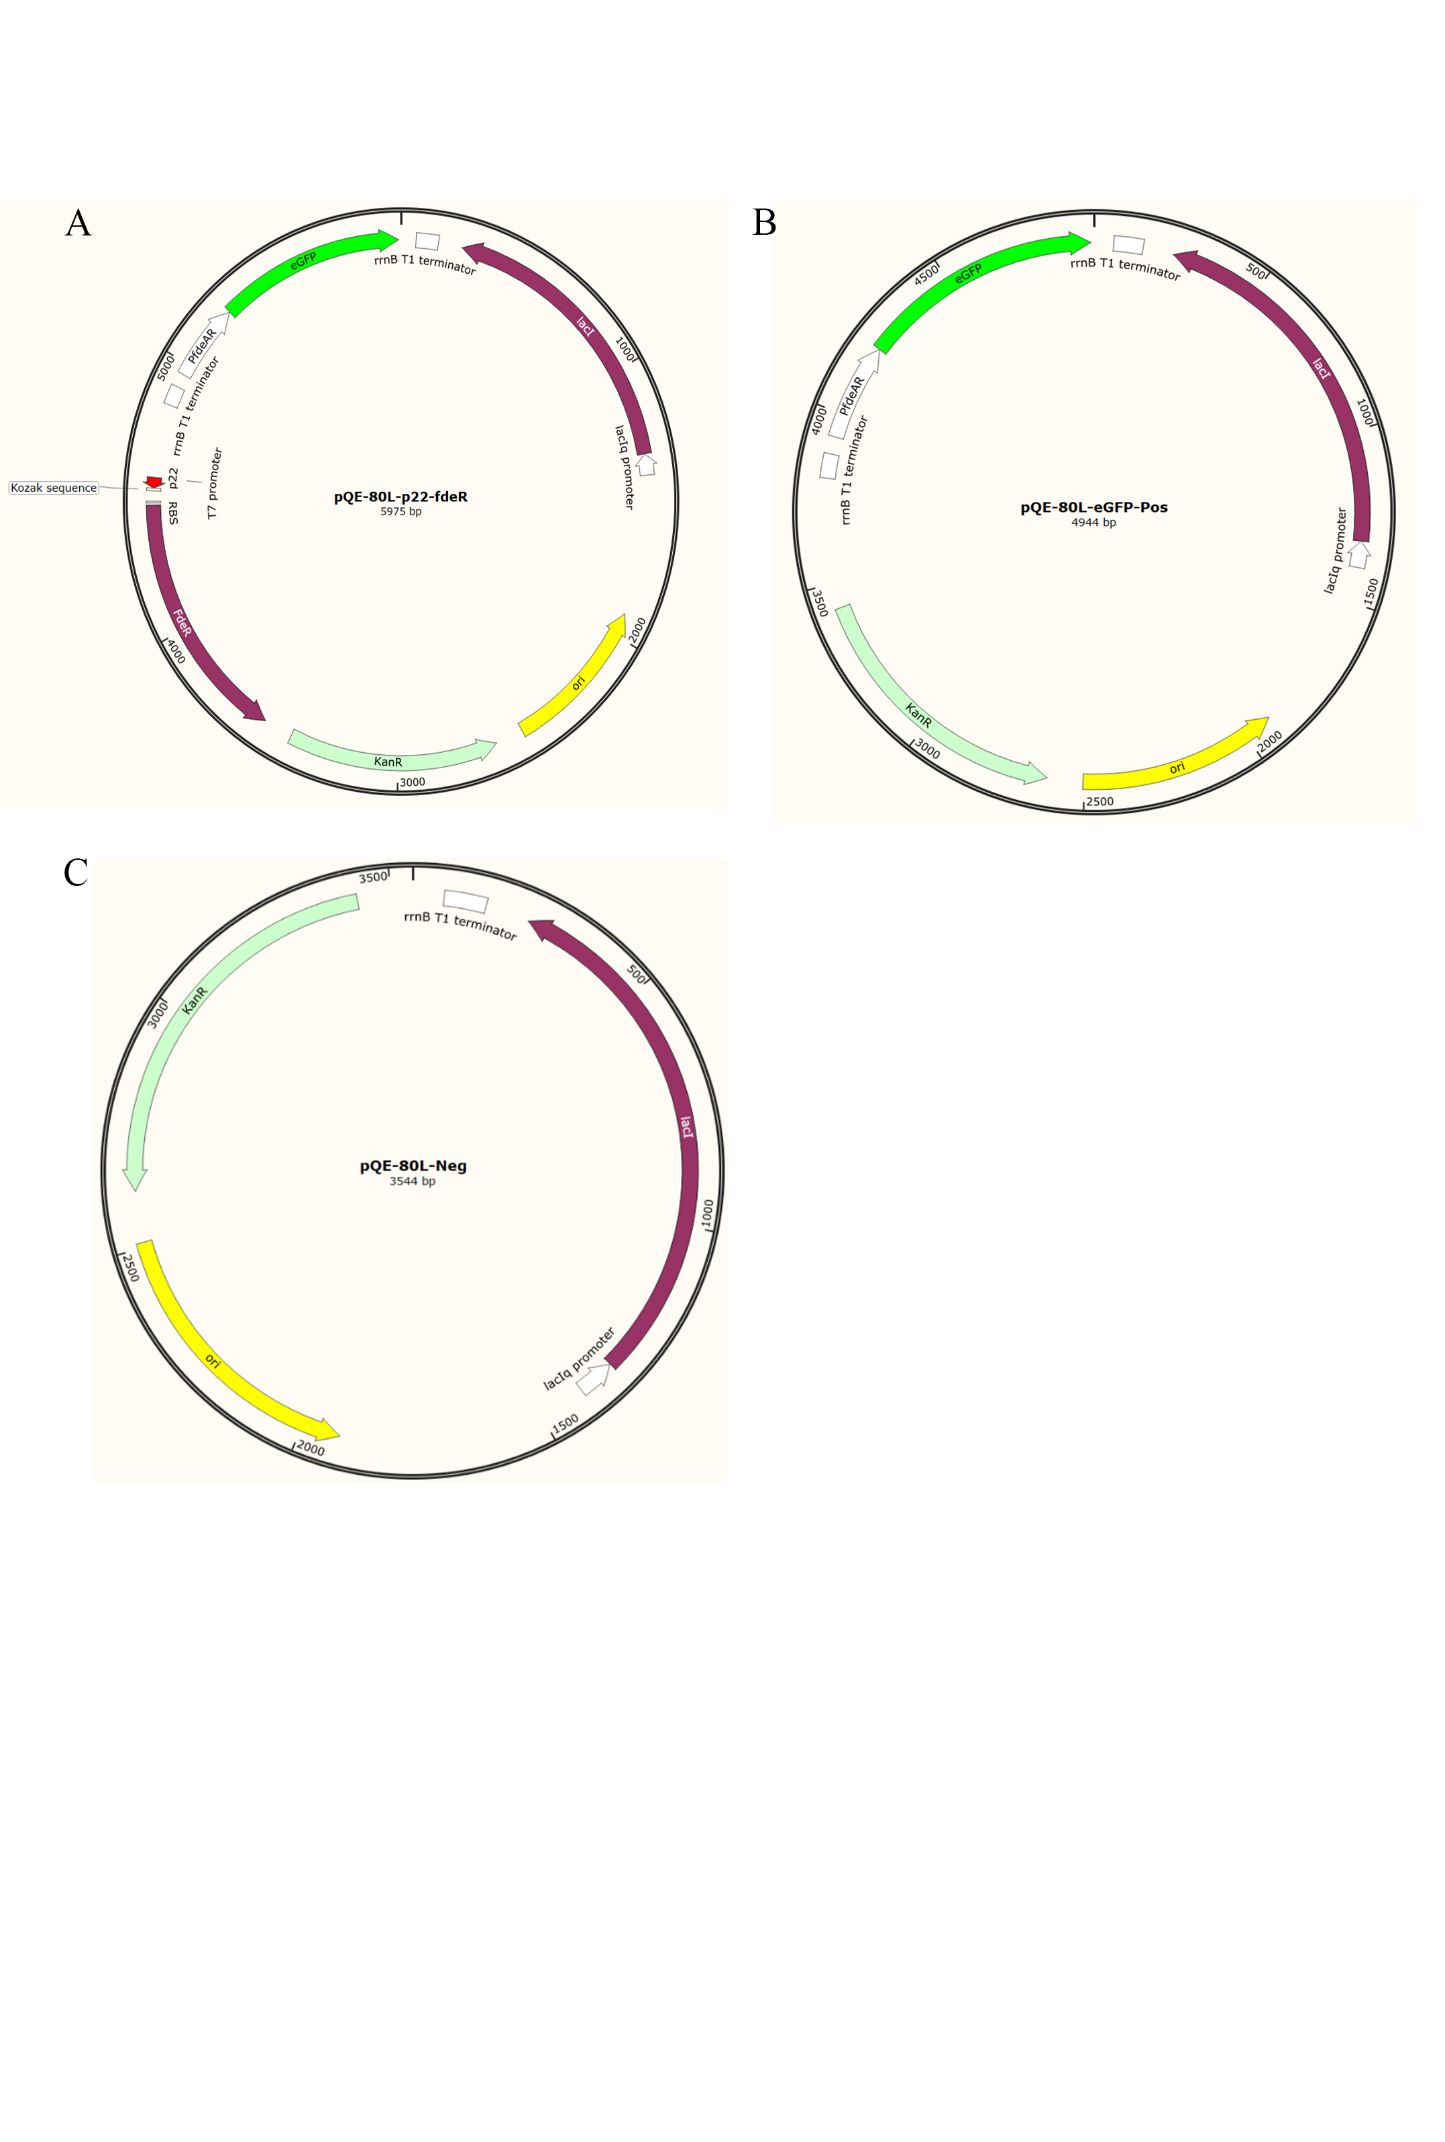 A
eGFP
rrnB T1 terminator
lacI
1000
lacIq promoter
PfdeAR
5000
rrnB T1 terminator
T7 promoter
p22
Kozak sequence
RBS
pQE-80L-p22-fdeR
5975 bp
FdeR
4000
2000
ori
KanR
3000
B
4500
eGFP
rrnB T1 terminator
500
lacI
1000
PfdeAR
4000
rrnB T1 terminator
pQE-80L-eGFP-Pos
4944 bp
lacIq promoter
1500
3500
KanR
3000
ori
2000
2500
C
3500
rrnB T1 terminator
500
KanR
3000
lacI
pQE-80L-Neg
3544 bp
1000
2500
lacIq promoter
ori
1500
2000